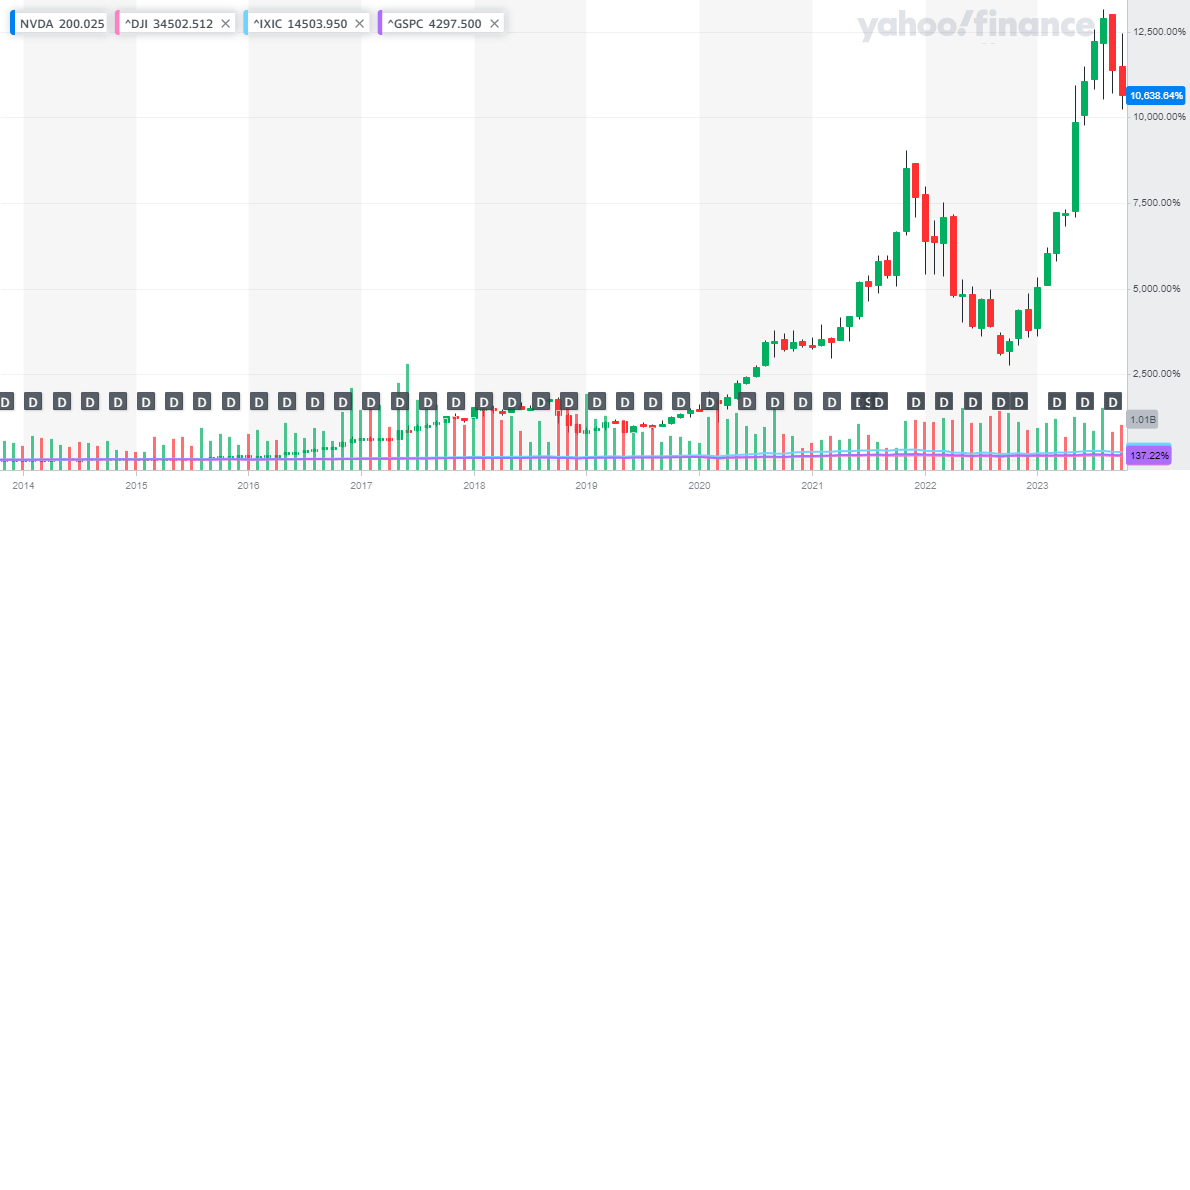 NVDA 200.025 ^DJI 34502.512 ^IXIC 14503.950 ^GSPC 4297.500
yahoo!finance
12,500.00%
10,638.64%
10,000.00%
7,500.00%
5,000.00%
2,500.00%
D D D D D D D D D D D D D D D D D D D D D D D D D D D D D D S D D D D D D D D D
1.01B
137.22%
2014 2015 2016 2017 2018 2019 2020 2021 2022 2023